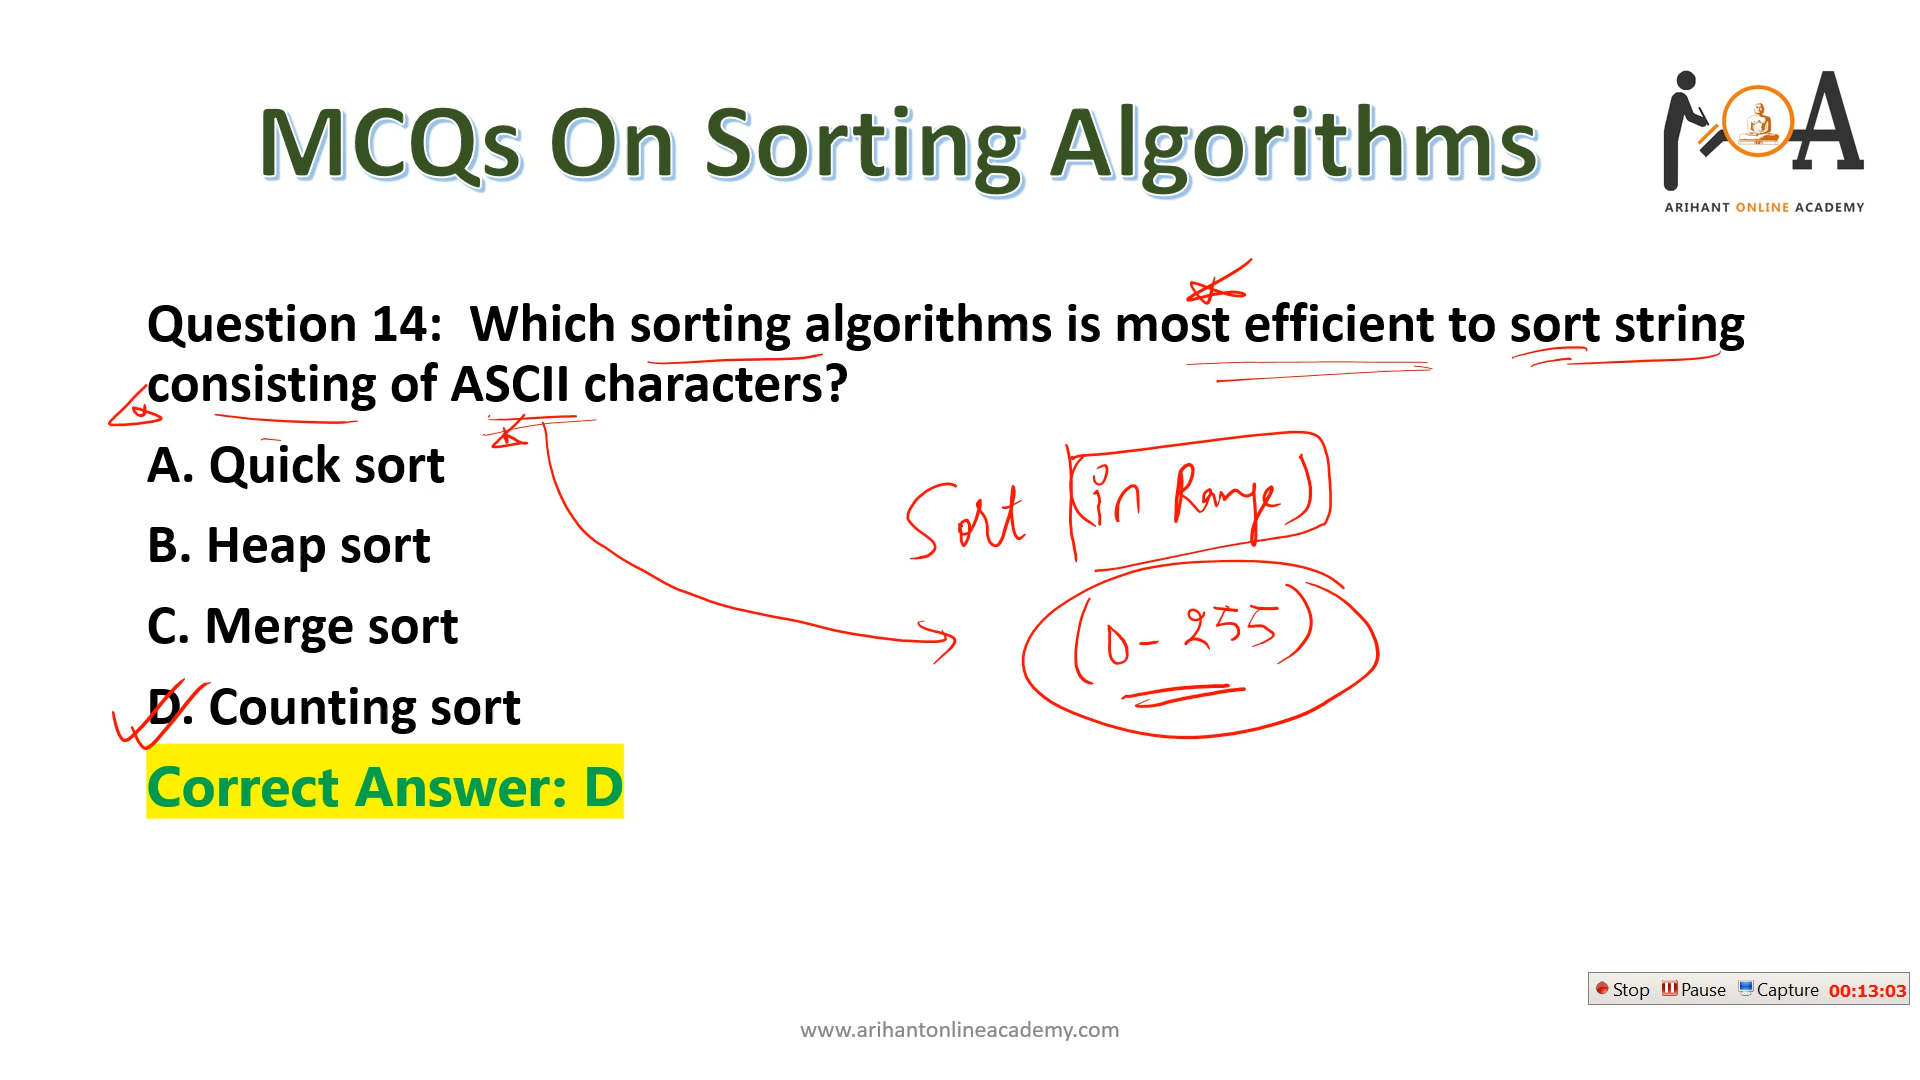 MCQs On Sorting Algorithms
A
ARIHANT ONLINE ACADEMY
Question 14: Which sorting algorithms is most efficient to sort string
consisting of ASCII characters?
A. Quick sort
Sort (in Range)
B. Heap sort
C. Merge sort
(0-255)
D. Counting sort
Correct Answer: D
Stop Pause Capture 00:13:03
www.arihantonlineacademy.com